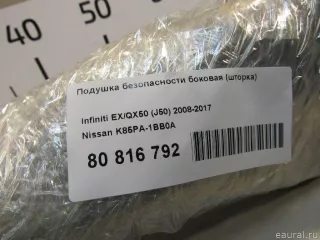 40
50
60
Подушка безопасности боковая (шторка)
Infiniti EX/QX50 (J50) 2008-2017
Nissan K85PA-1BB0A
80 816 792
© eaural.ru